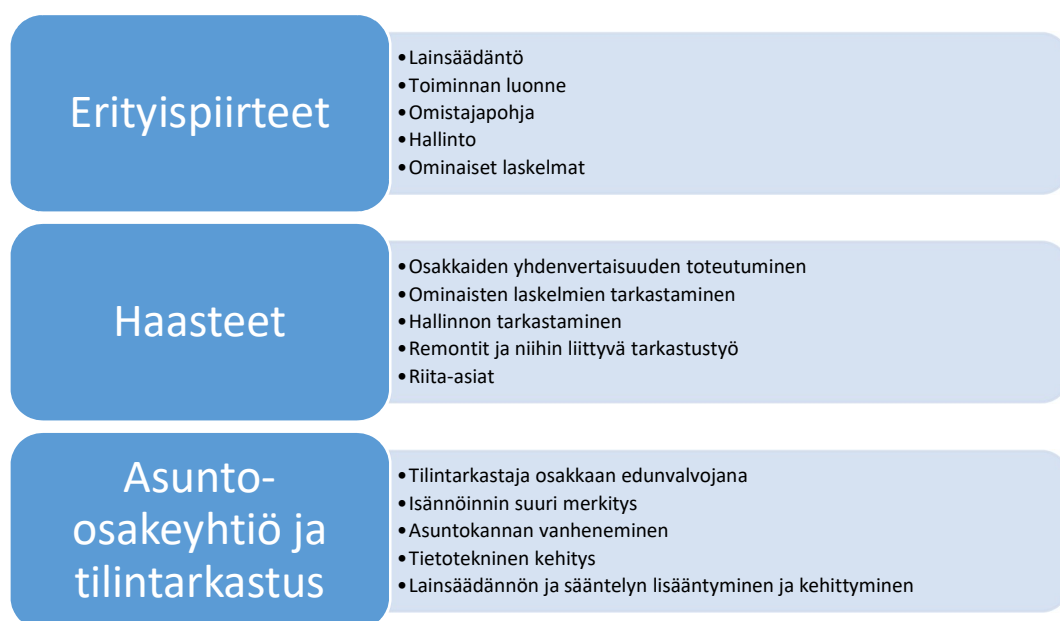 Erityispiirteet
•Lainsäädäntö
•Toiminnan luonne
•Omistajapohja
•Hallinto
•Ominaiset laskelmat
Haasteet
•Osakkaiden yhdenvertaisuuden toteutuminen
•Ominaisten laskelmien tarkastaminen
•Hallinnon tarkastaminen
•Remontit ja niihin liittyvä tarkastustyö
•Riita-asiat
Asunto-
osakeyhtiö ja
tilintarkastus
•Tilintarkastaja osakkaan edunvalvojana
•Isännöinnin suuri merkitys
•Asuntokannan vanheneminen
•Tietotekninen kehitys
•Lainsäädännön ja sääntelyn lisääntyminen ja kehittyminen